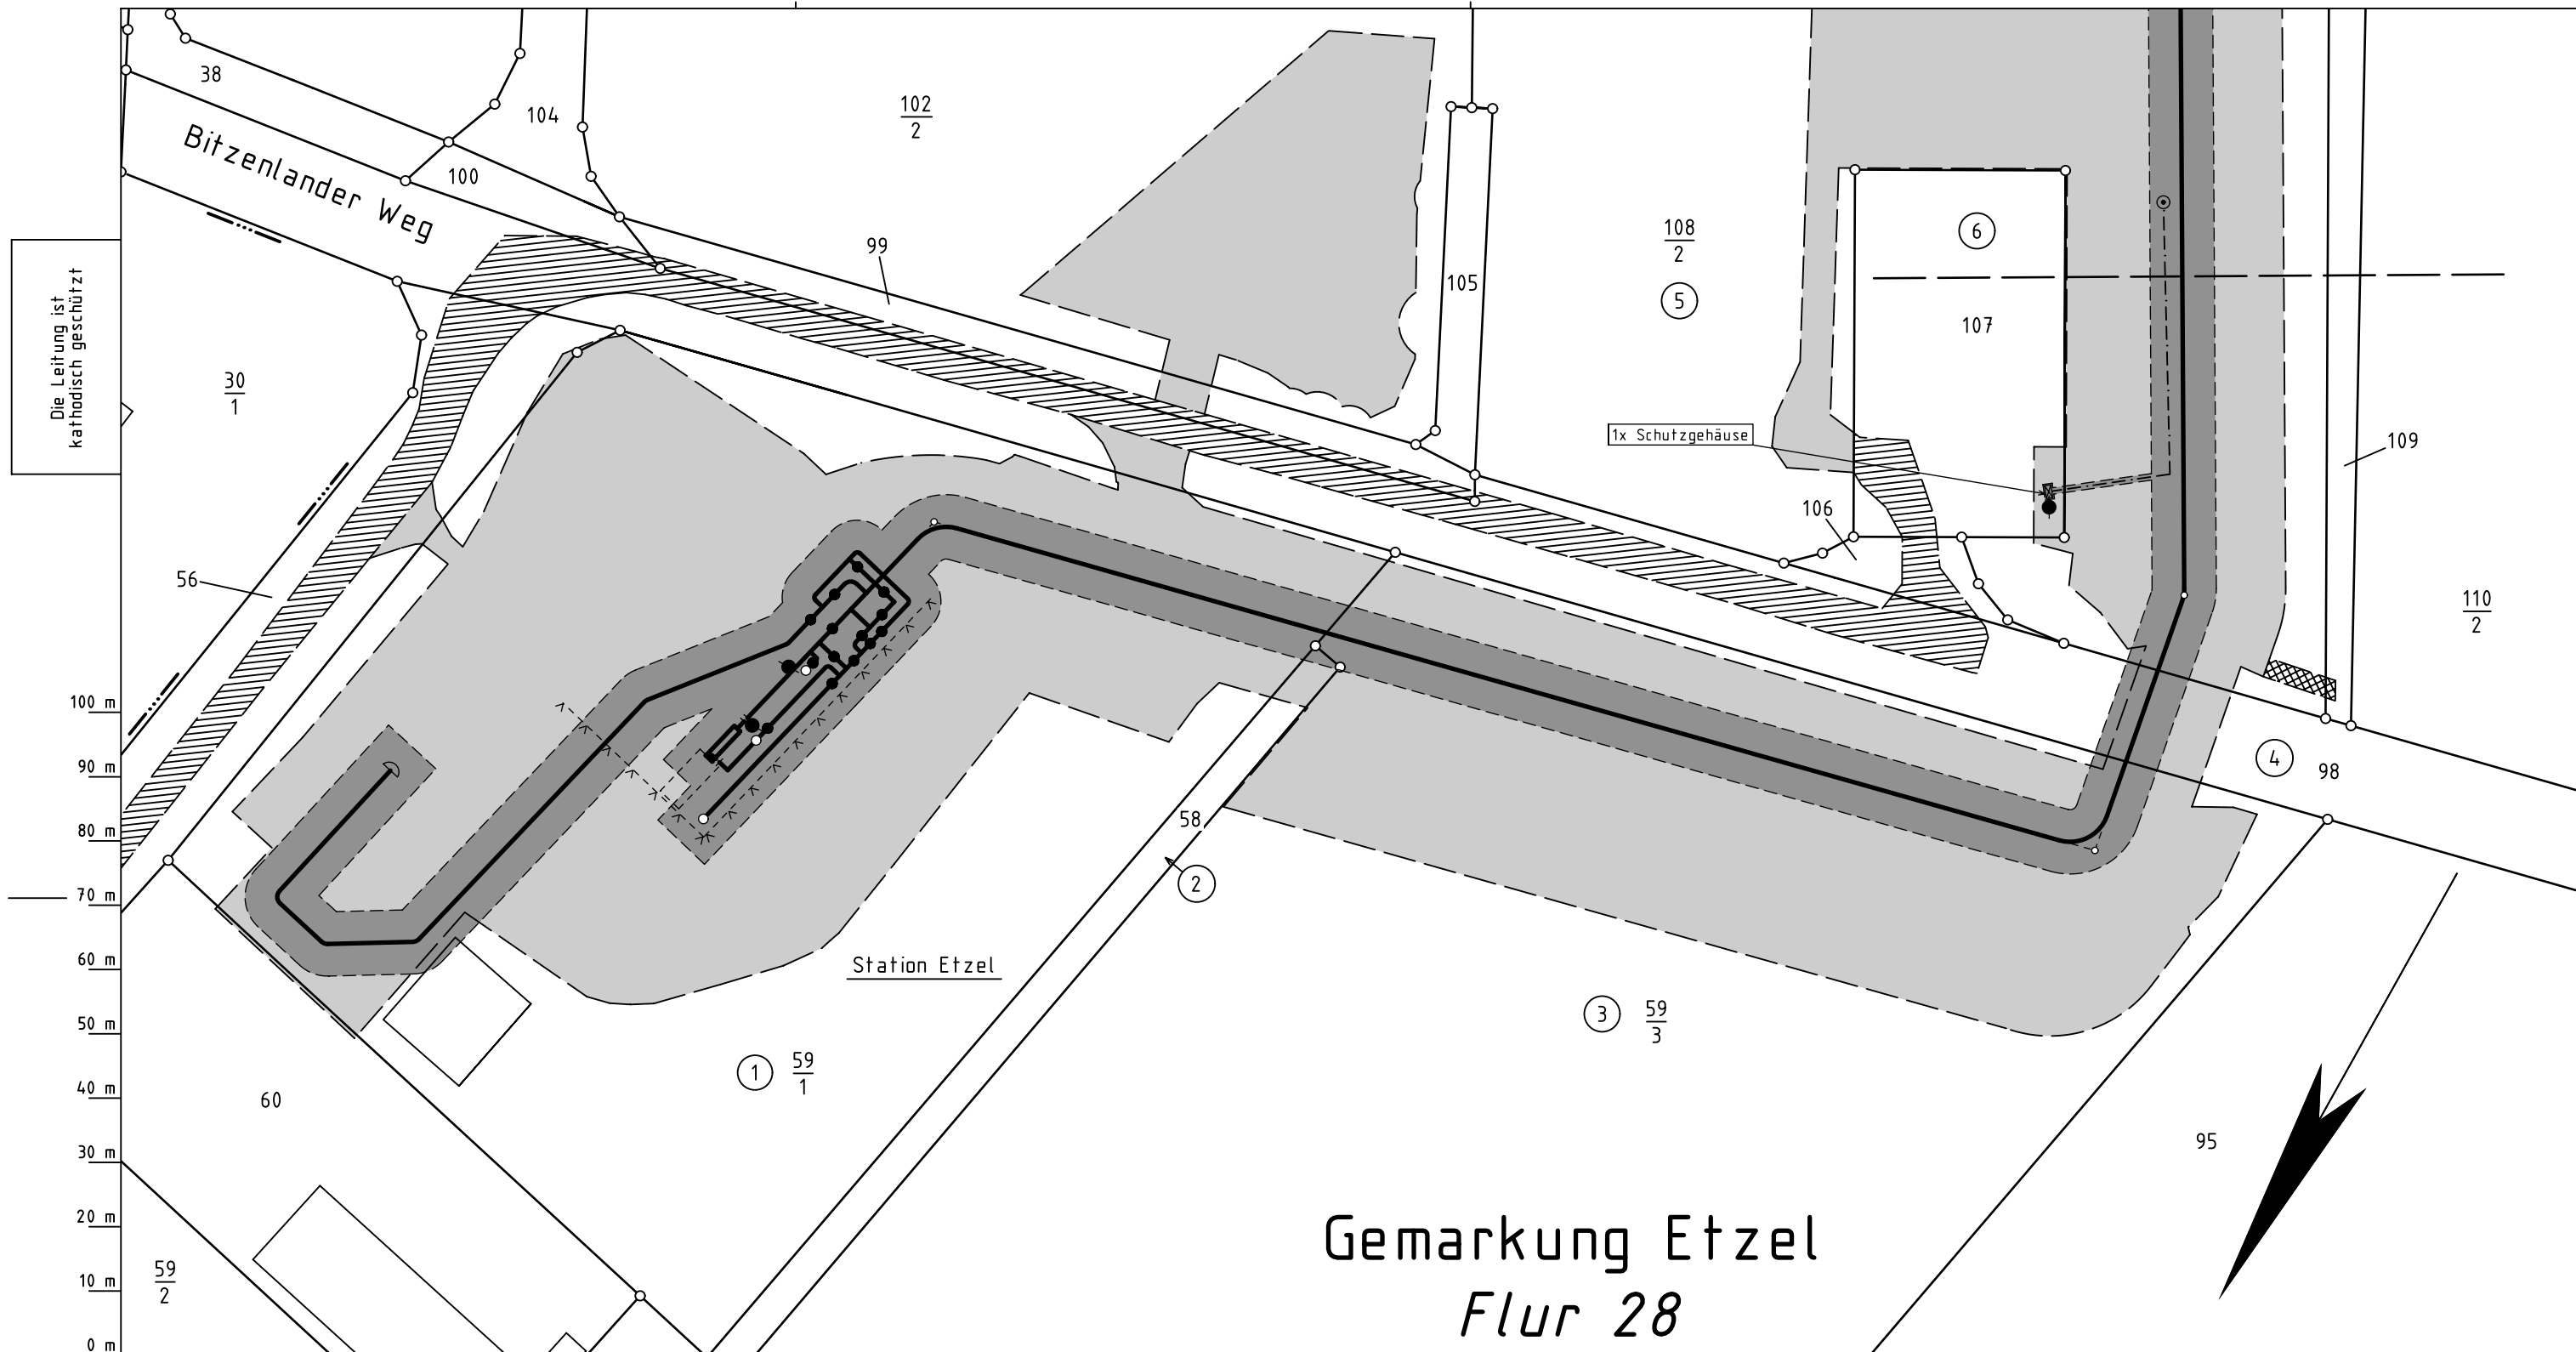 38
104
102
2
Bitzenlander Weg
100
99
108
2
6
5
105
107
Die Leitung ist
kathodisch geschützt
30
1
1x Schutzgehäuse
109
106
56
110
2
100 m
90 m
80 m
70 m
60 m
50 m
40 m
30 m
20 m
10 m
0 m
4
98
58
2
Station Etzel
3
59
3
1
59
1
60
95
59
2
Gemarkung Etzel
Flur 28